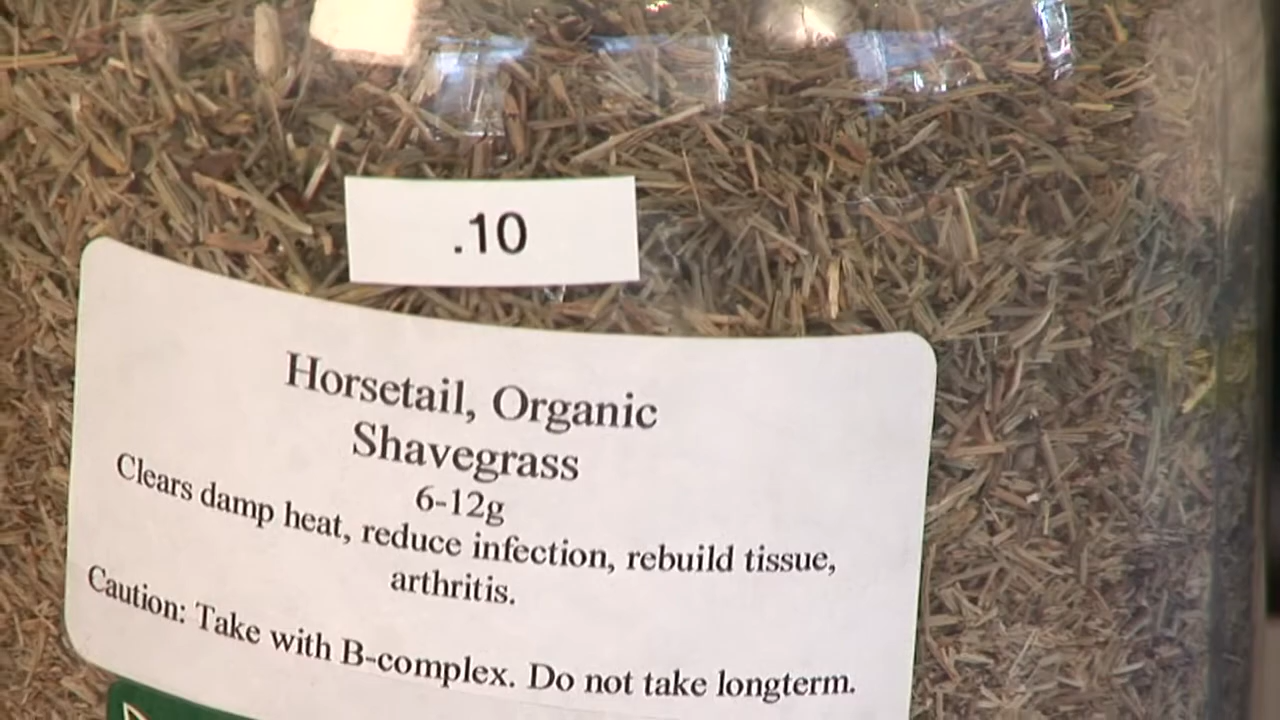 .10
Horsetail, Organic
Shavegrass
6-12g
Clears damp heat, reduce infection, rebuild tissue,
arthritis.
Caution: Take with B-complex. Do not take longterm.